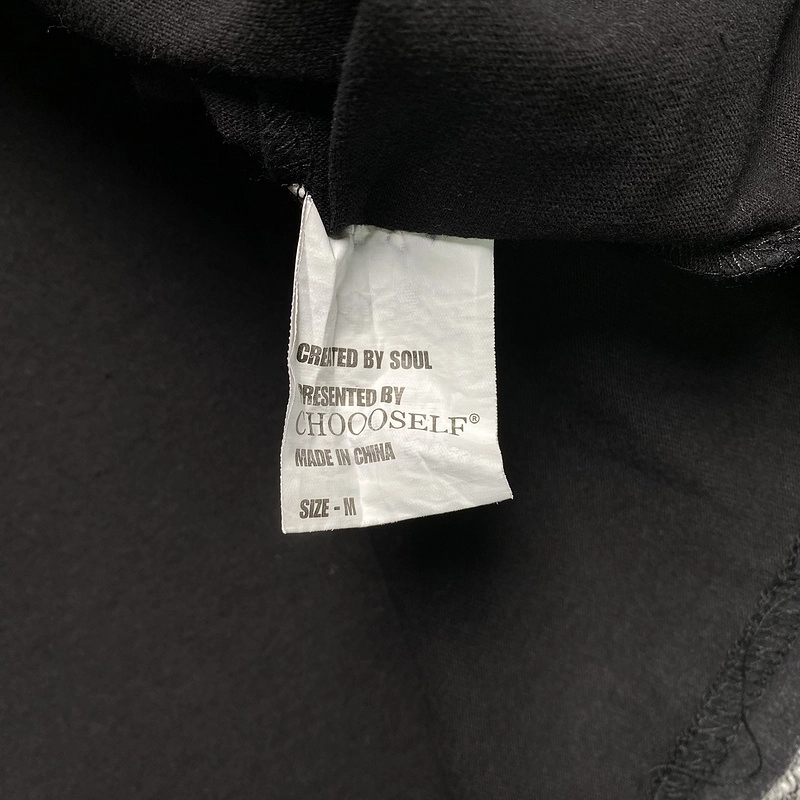 CREATED BY SOUL
PRESENTED BY
CHOOOSELF®
MADE IN CHINA
SIZE - M